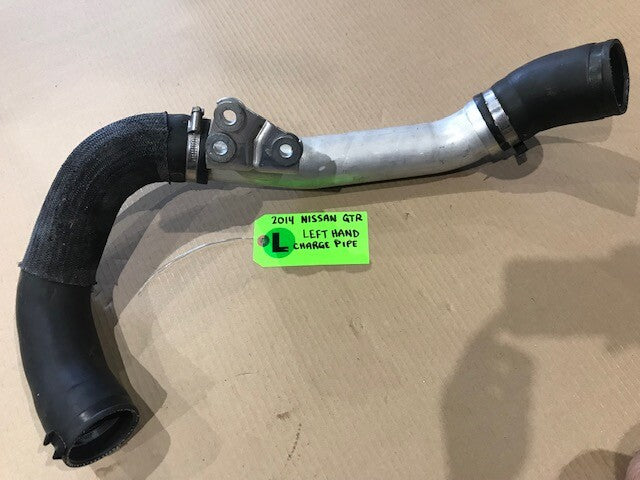 2014 NISSAN GTR
L LEFT HAND
CHARGE PIPE